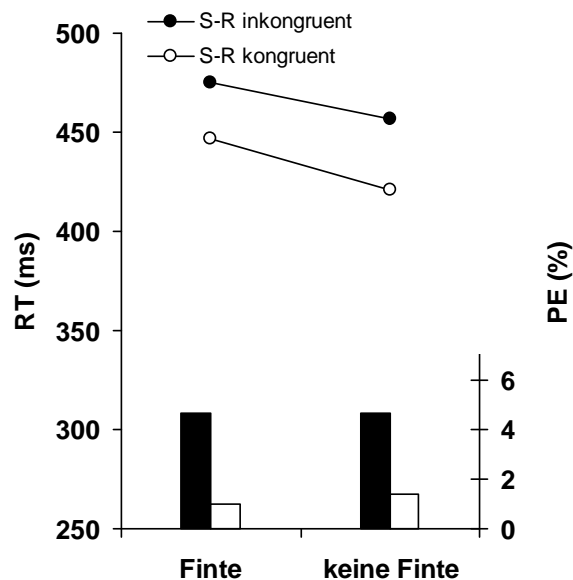 S-R inkongruent
S-R kongruent
500
450
400
350
300
250
RT (ms)
PE (%)
6
4
2
0
Finte
keine Finte